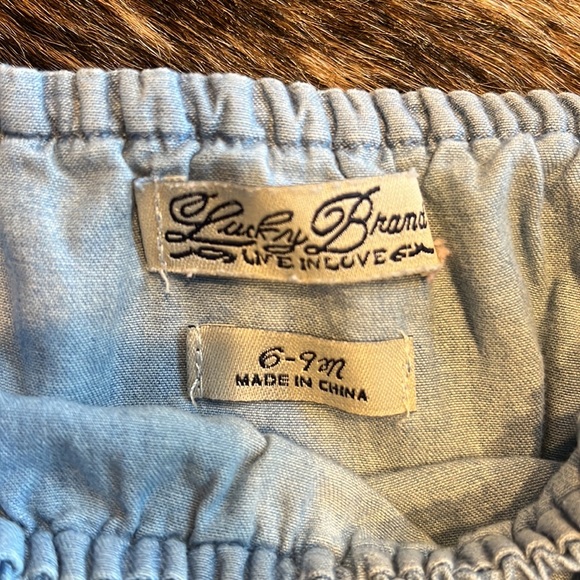 Lucky Brand
LIVE IN LOVE
6-9m
MADE IN CHINA